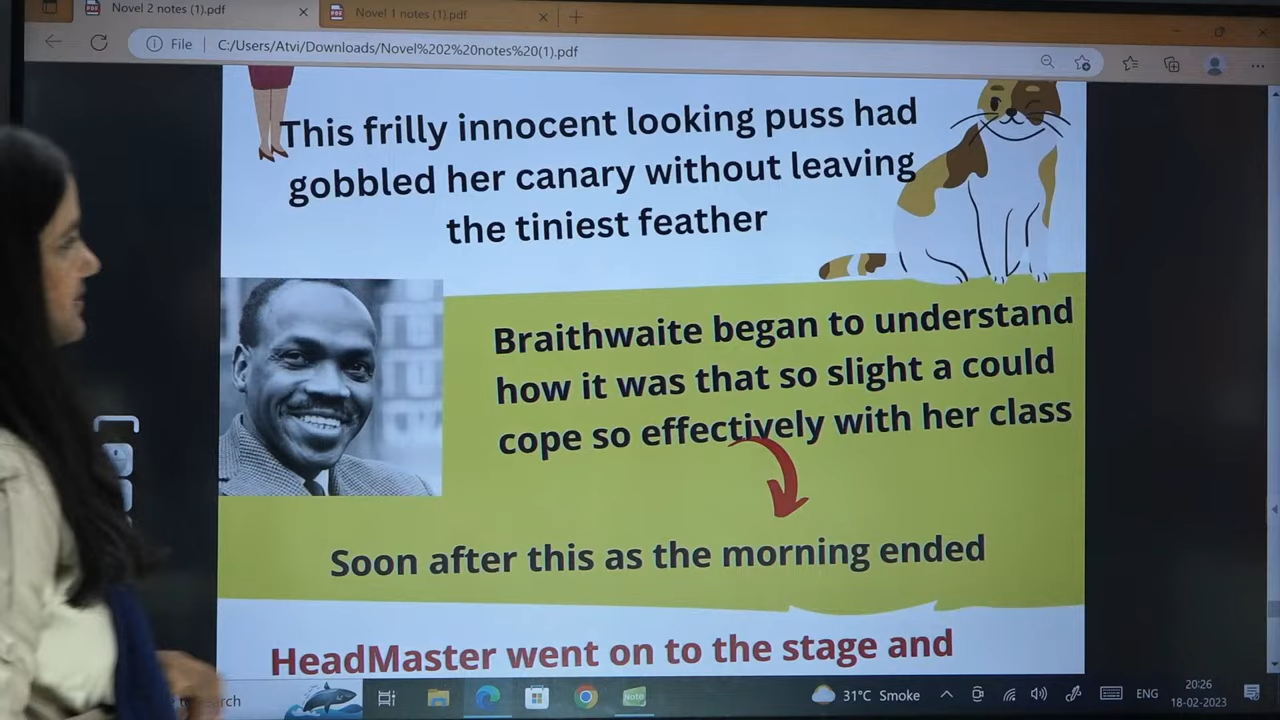 Novel 2 notes (1).pdf
Novel 1 notes (1).pdf
File
C:/Users/Atvi/Downloads/Novel%202%20notes%20(1).pdf
This frilly innocent looking puss had
gobbled her canary without leaving
the tiniest feather
Braithwaite began to understand
how it was that so slight a could
cope so effectively with her class
Soon after this as the morning ended
HeadMaster went on to the stage and
31°C Smoke
ENG
20:26
18-02-2023
Note